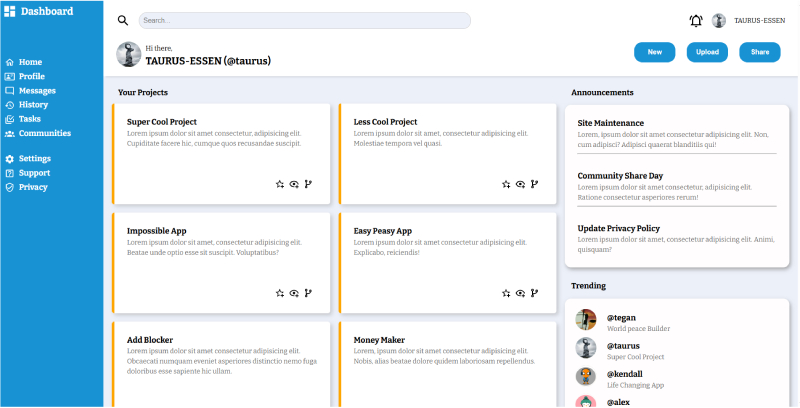 Dashboard
Home
Profile
Messages
History
Tasks
Communities
Settings
Support
Privacy
Search...
TAURUS-ESSEN
Hi there,
TAURUS-ESSEN (@taurus)
New
Upload
Share
Your Projects
Super Cool Project
Lorem ipsum dolor sit amet consectetur, adipisicing elit.
Cupiditate facere hic, cumque quos recusandae suscipit.
Less Cool Project
Lorem ipsum dolor sit amet, consectetur adipisicing elit.
Molestiae tempora vel quasi.
Impossible App
Lorem ipsum dolor sit amet, consectetur adipisicing elit.
Beatae unde optio esse sit suscipit. Voluptatibus?
Easy Peasy App
Lorem ipsum dolor sit amet consectetur adipisicing elit.
Explicabo, reiciendis!
Add Blocker
Lorem ipsum dolor sit amet consectetur, adipisicing elit.
Obcaecati numquam eveniet asperiores distinctio nemo fuga
doloribus esse sapiente hic ullam.
Money Maker
Lorem ipsum dolor sit amet, consectetur adipisicing elit.
Nobis, alias beatae dolore quidem laboriosam repellendus.
Announcements
Site Maintenance
Lorem, ipsum dolor sit amet consectetur adipisicing elit. Non,
cum adipisci? Adipisci quaerat blanditiis qui!
Community Share Day
Lorem ipsum dolor sit amet consectetur, adipisicing elit.
Ratione consectetur asperiores rerum!
Update Privacy Policy
Lorem ipsum dolor sit amet, consectetur adipisicing elit. Animi,
quisquam?
Trending
@tegan
World peace Builder
@taurus
Super Cool Project
@kendall
Life Changing App
@alex